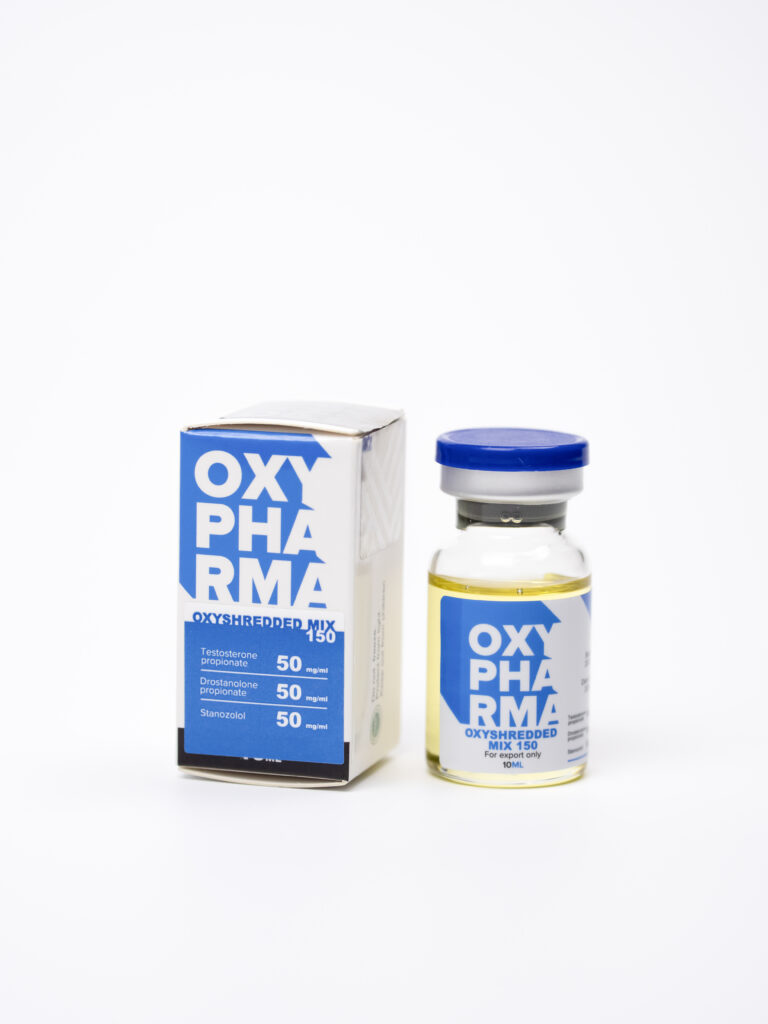 OXY
PHA
RMA
OXYSHREDDED MIX
150
Testosterone
propionate 50 mg/ml
Drostanolone
propionate 50 mg/ml
Stanozolol 50 mg/ml
OXY
PHA
RMA
OXYSHREDDED
MIX 150
For export only
10ML